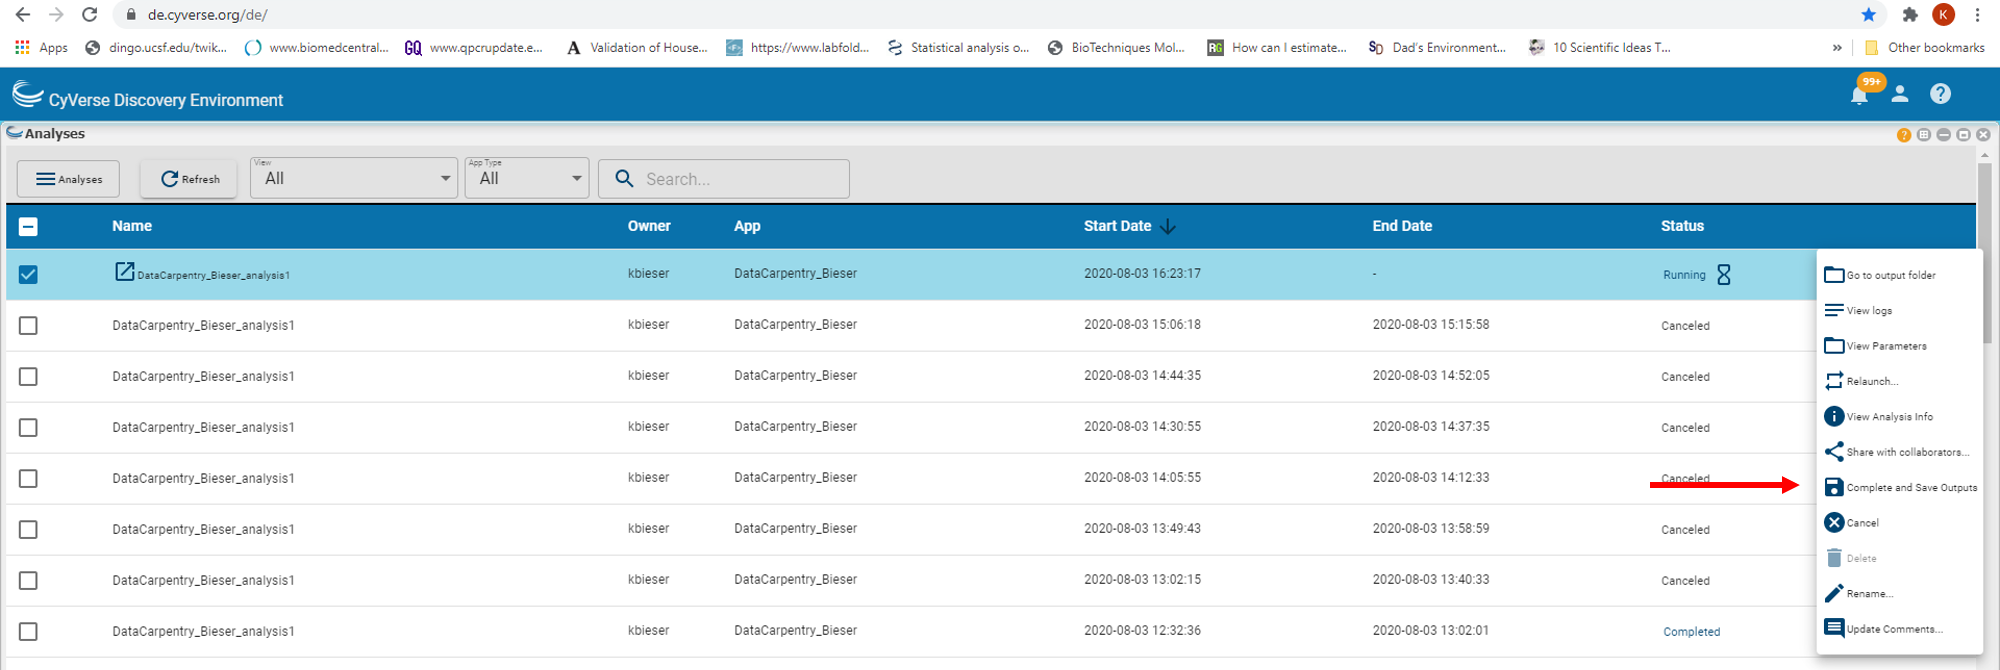 de.cyverse.org/de/
K
Apps dingo.ucsf.edu/twik... www.biomedcentral... GQ www.qpcrupdate.e... A Validation of House... https://www.labfold... Statistical analysis o... BioTechniques Mol... RG How can I estimate... SD Dad's Environment... 10 Scientific Ideas T... » Other bookmarks
CyVerse Discovery Environment 99+ ?
Analyses ?
Analyses Refresh View All App Type All Search...
Name Owner App Start Date End Date Status
DataCarpentry_Bieser_analysis1 kbieser DataCarpentry_Bieser 2020-08-03 16:23:17 - Running
DataCarpentry_Bieser_analysis1 kbieser DataCarpentry_Bieser 2020-08-03 15:06:18 2020-08-03 15:15:58 Canceled
DataCarpentry_Bieser_analysis1 kbieser DataCarpentry_Bieser 2020-08-03 14:44:35 2020-08-03 14:52:05 Canceled
DataCarpentry_Bieser_analysis1 kbieser DataCarpentry_Bieser 2020-08-03 14:30:55 2020-08-03 14:37:35 Canceled
DataCarpentry_Bieser_analysis1 kbieser DataCarpentry_Bieser 2020-08-03 14:05:55 2020-08-03 14:12:33 Canceled
DataCarpentry_Bieser_analysis1 kbieser DataCarpentry_Bieser 2020-08-03 13:49:43 2020-08-03 13:58:59 Canceled
DataCarpentry_Bieser_analysis1 kbieser DataCarpentry_Bieser 2020-08-03 13:02:15 2020-08-03 13:40:33 Canceled
DataCarpentry_Bieser_analysis1 kbieser DataCarpentry_Bieser 2020-08-03 12:32:36 2020-08-03 13:02:01 Completed
Go to output folder
View logs
View Parameters
Relaunch...
View Analysis Info
Share with collaborators...
Complete and Save Outputs
Cancel
Delete
Rename...
Update Comments...